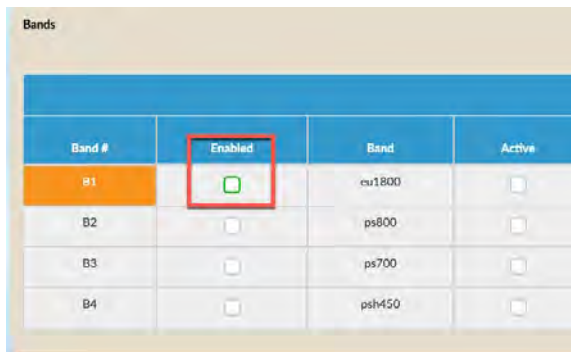 Bands
Band # Enabled Band Active
B1 eu1800
B2 ps800
B3 ps700
B4 psh450